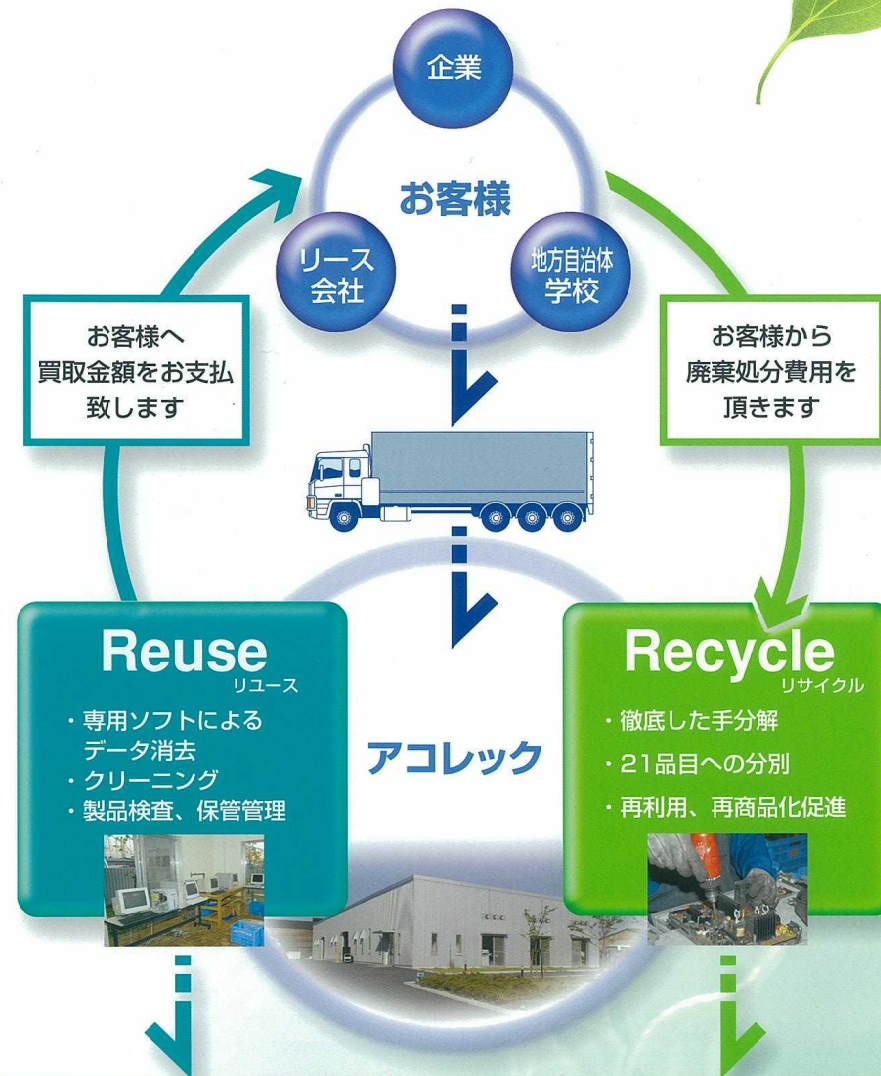 企業
お客様
リース
会社
地方自治体
学校
お客様へ
買取金額をお支払
致します
お客様から
廃棄処分費用を
頂きます
Reuse
リユース
・専用ソフトによる
データ消去
・クリーニング
・製品検査、保管管理
アコレック
Recycle
リサイクル
・徹底した手分解
・21品目への分別
・再利用、再商品化促進